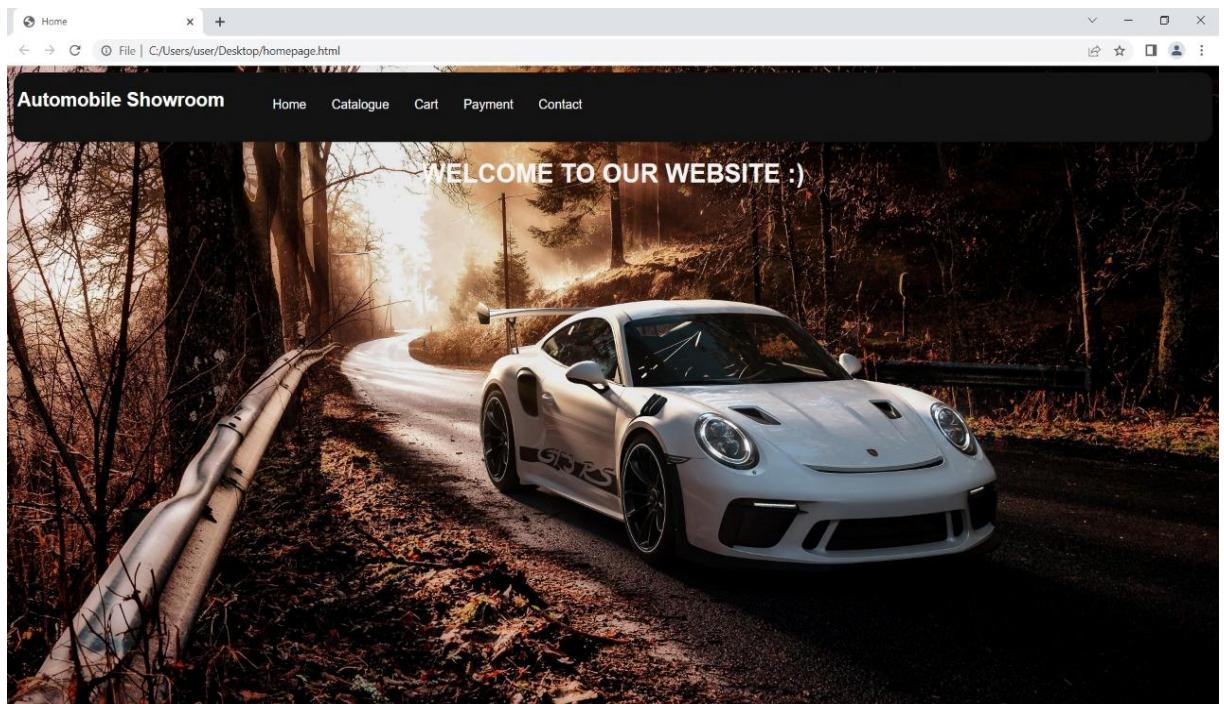 Home
File | C:/Users/user/Desktop/homepage.html
Automobile Showroom Home Catalogue Cart Payment Contact
WELCOME TO OUR WEBSITE :)
GT3 RS